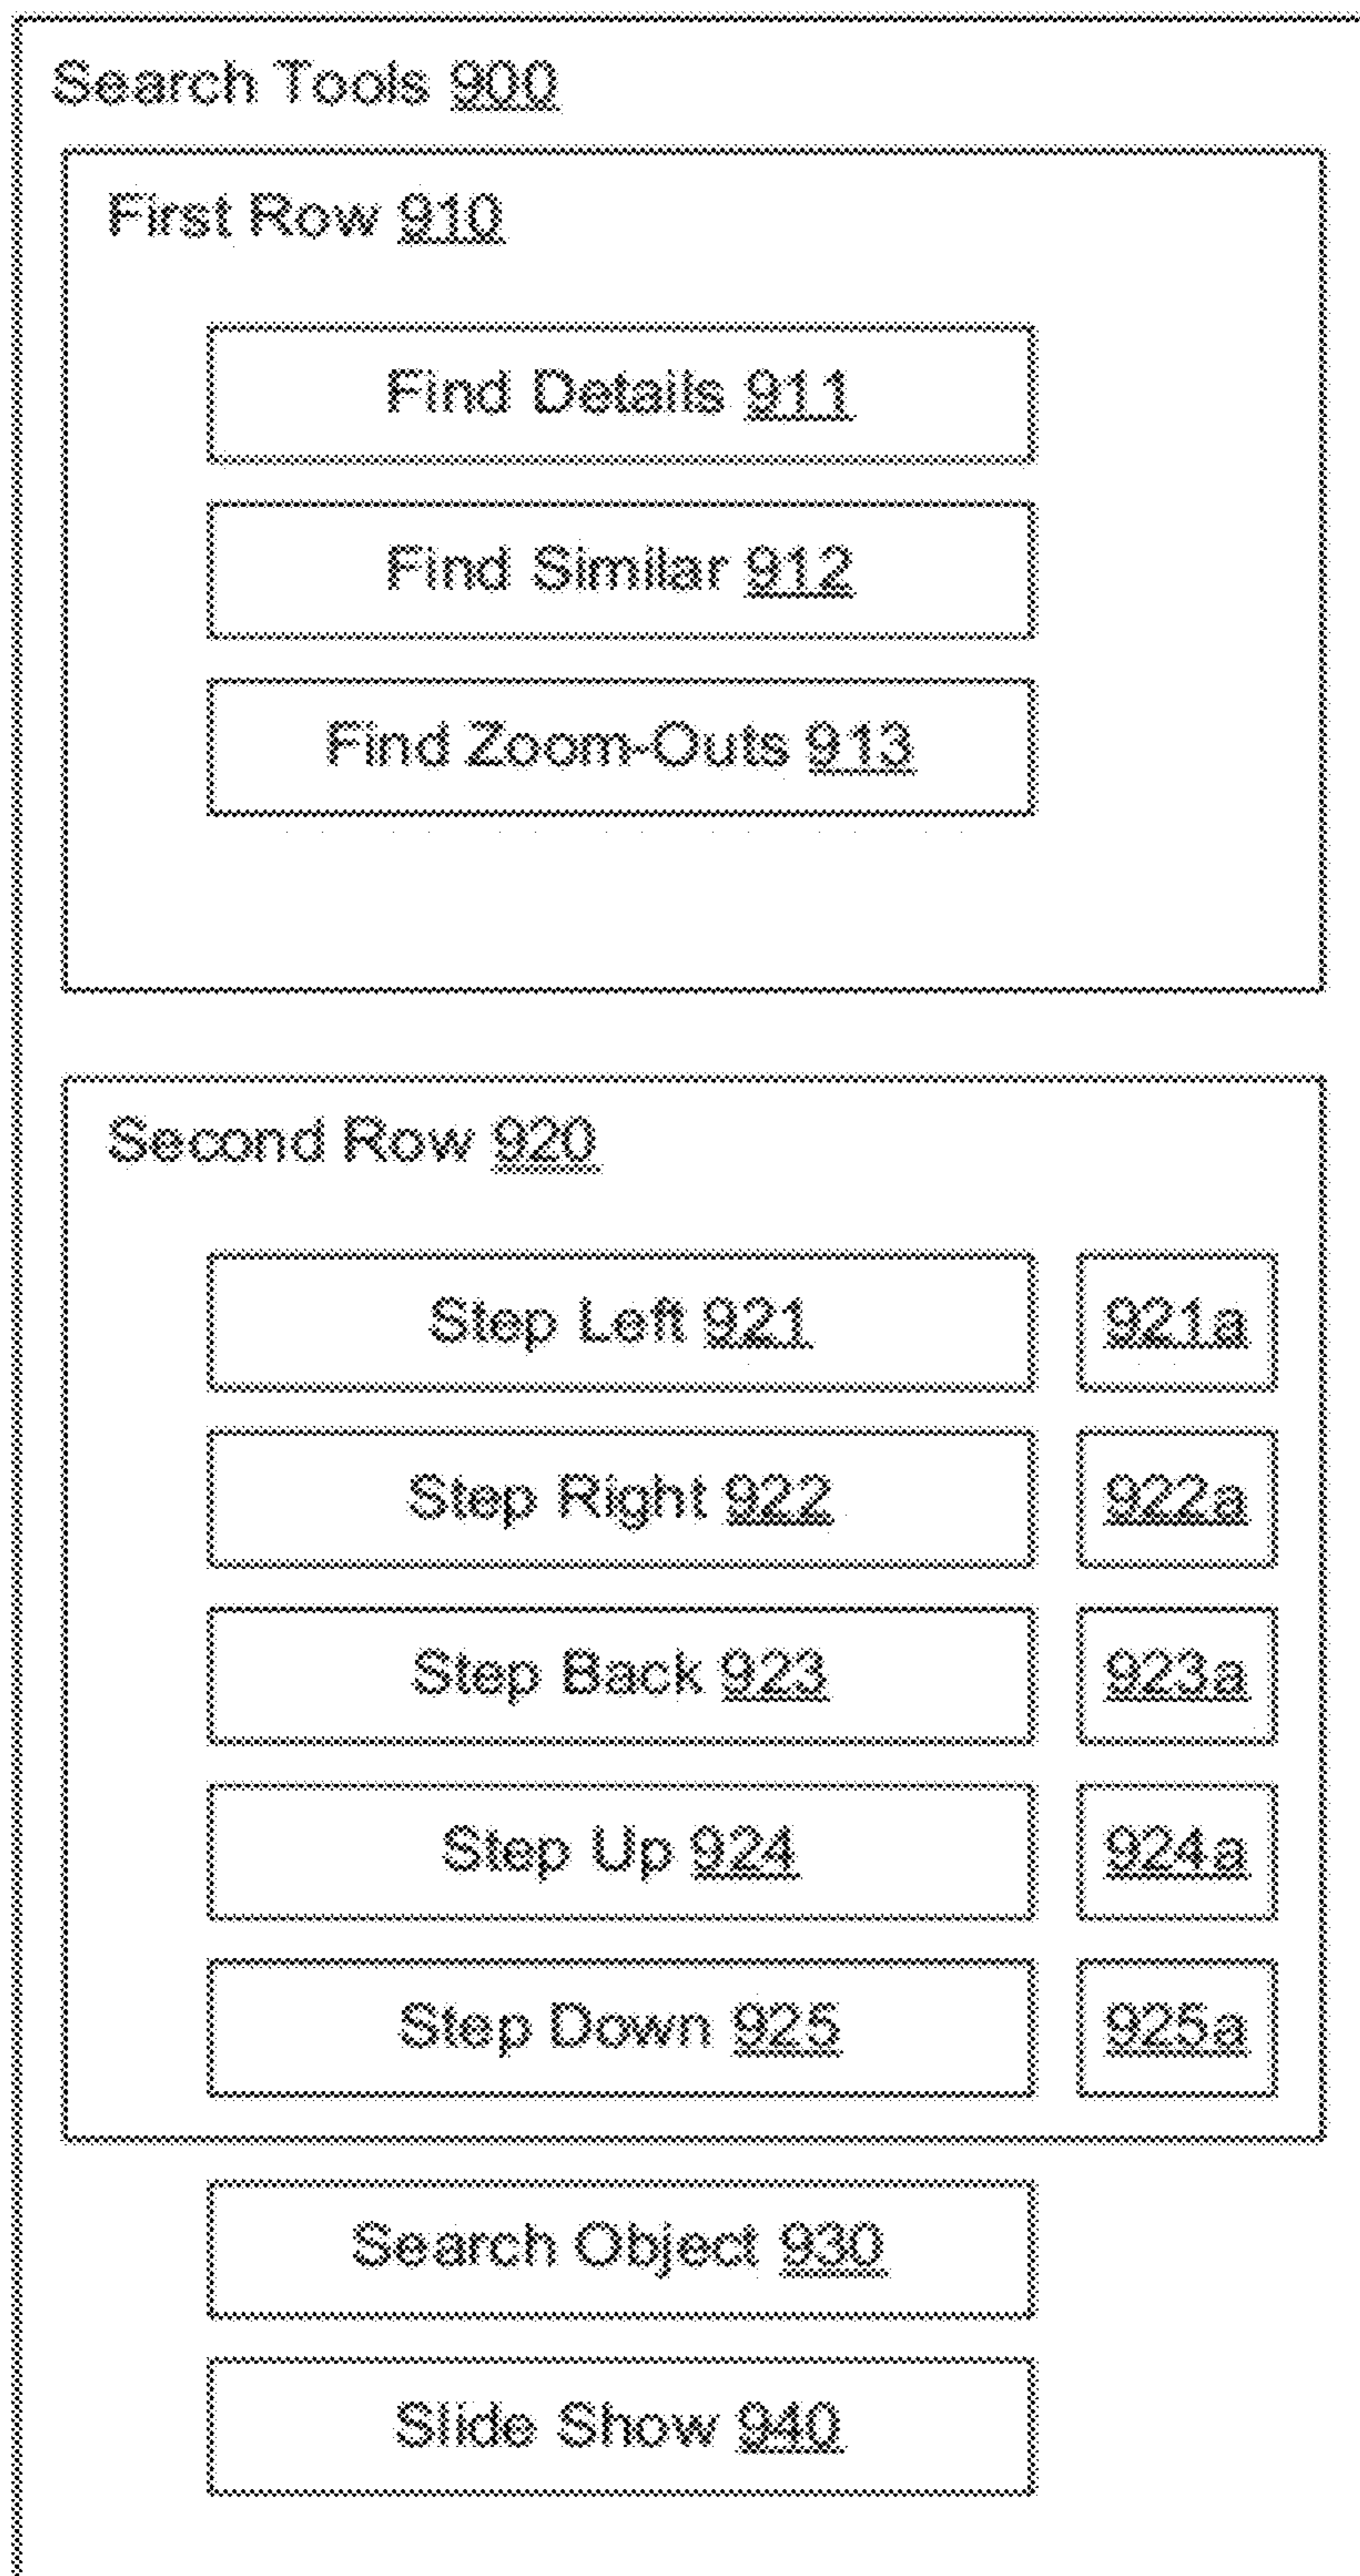 Search Tools 900
First Row 910
Find Details 911
Find Similar 912
Find Zoom-Outs 913
Second Row 920
Step Left 921 921a
Step Right 922 922a
Step Back 923 923a
Step Up 924 924a
Step Down 925 925a
Search Object 930
Slide Show 940